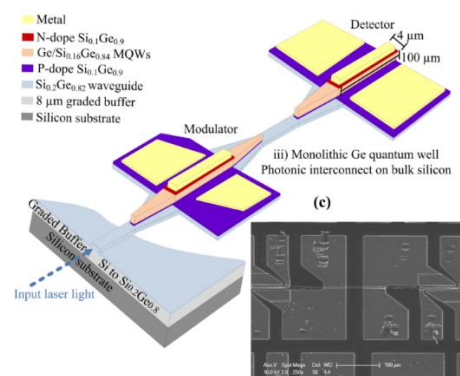 Metal
N-dope Si0.1Ge0.9
Ge/Si0.16Ge0.84 MQWs
P-dope Si0.1Ge0.9
Si0.2Ge0.82 waveguide
8 µm graded buffer
Silicon substrate
Detector
4 µm
100 µm
Modulator
iii) Monolithic Ge quantum well
Photonic interconnect on bulk silicon
(c)
Graded Buffer
Si to Si0.2Ge0.8
Silicon substrate
Input laser light
100µm